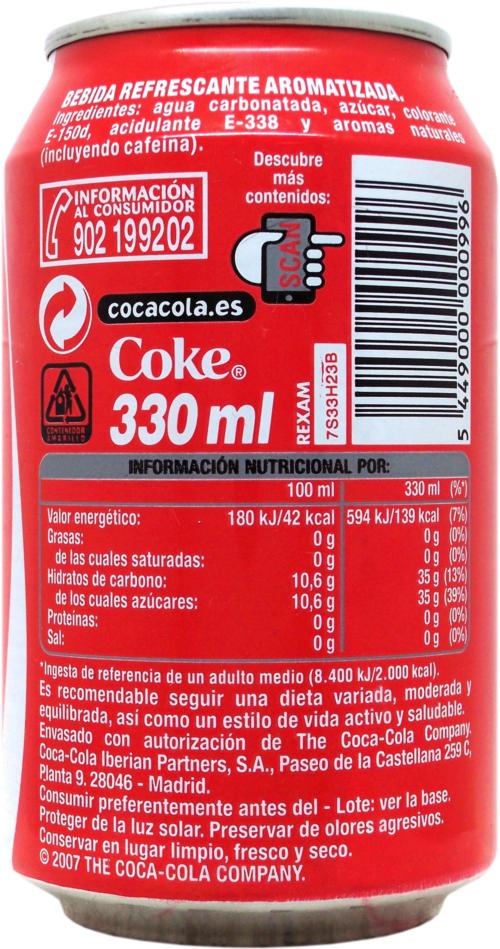 BEBIDA REFRESCANTE AROMATIZADA.
Ingredientes: agua carbonatada, azúcar, colorante
E-150d, acidulante E-338 y aromas naturales
(incluyendo cafeína).
INFORMACIÓN
AL CONSUMIDOR
902 199202
Descubre
más
contenidos:
SCAN
cocacola.es
Coke®
330 ml
CONTENEDOR
AMARILLO
REXAM
7S33H23B
5 449000 000996
INFORMACIÓN NUTRICIONAL POR:
100 ml 330 ml (%*)
Valor energético: 180 kJ/42 kcal 594 kJ/139 kcal (7%)
Grasas: 0 g 0 g (0%)
de las cuales saturadas: 0 g 0 g (0%)
Hidratos de carbono: 10,6 g 35 g (13%)
de los cuales azúcares: 10,6 g 35 g (39%)
Proteínas: 0 g 0 g (0%)
Sal: 0 g 0 g (0%)
*Ingesta de referencia de un adulto medio (8.400 kJ/2.000 kcal).
Es recomendable seguir una dieta variada, moderada y
equilibrada, así como un estilo de vida activo y saludable.
Envasado con autorización de The Coca-Cola Company.
Coca-Cola Iberian Partners, S.A., Paseo de la Castellana 259 C,
Planta 9. 28046 - Madrid.
Consumir preferentemente antes del - Lote: ver la base.
Proteger de la luz solar. Preservar de olores agresivos.
Conservar en lugar limpio, fresco y seco.
© 2007 THE COCA-COLA COMPANY.